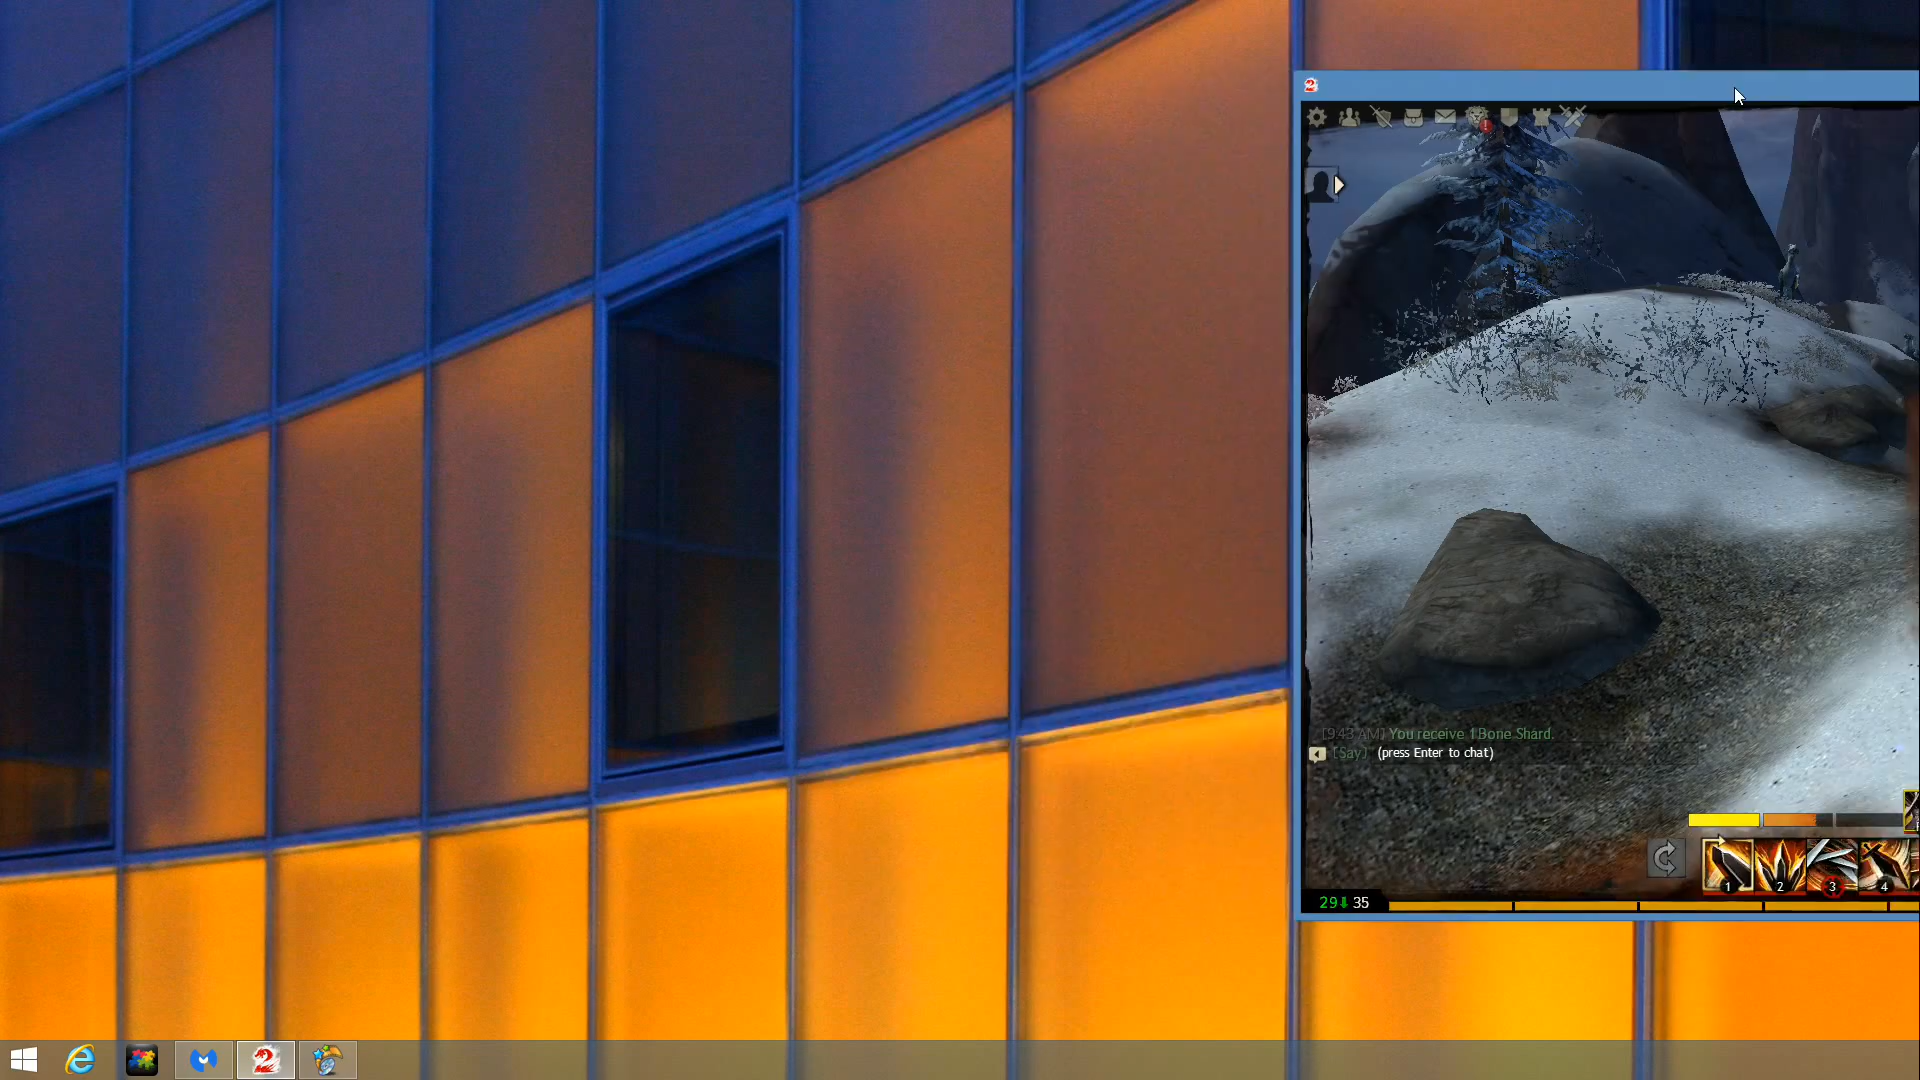 [9:43 AM] You receive 1 Bone Shard.
[Say] (press Enter to chat)
1 2 3 4
29 35